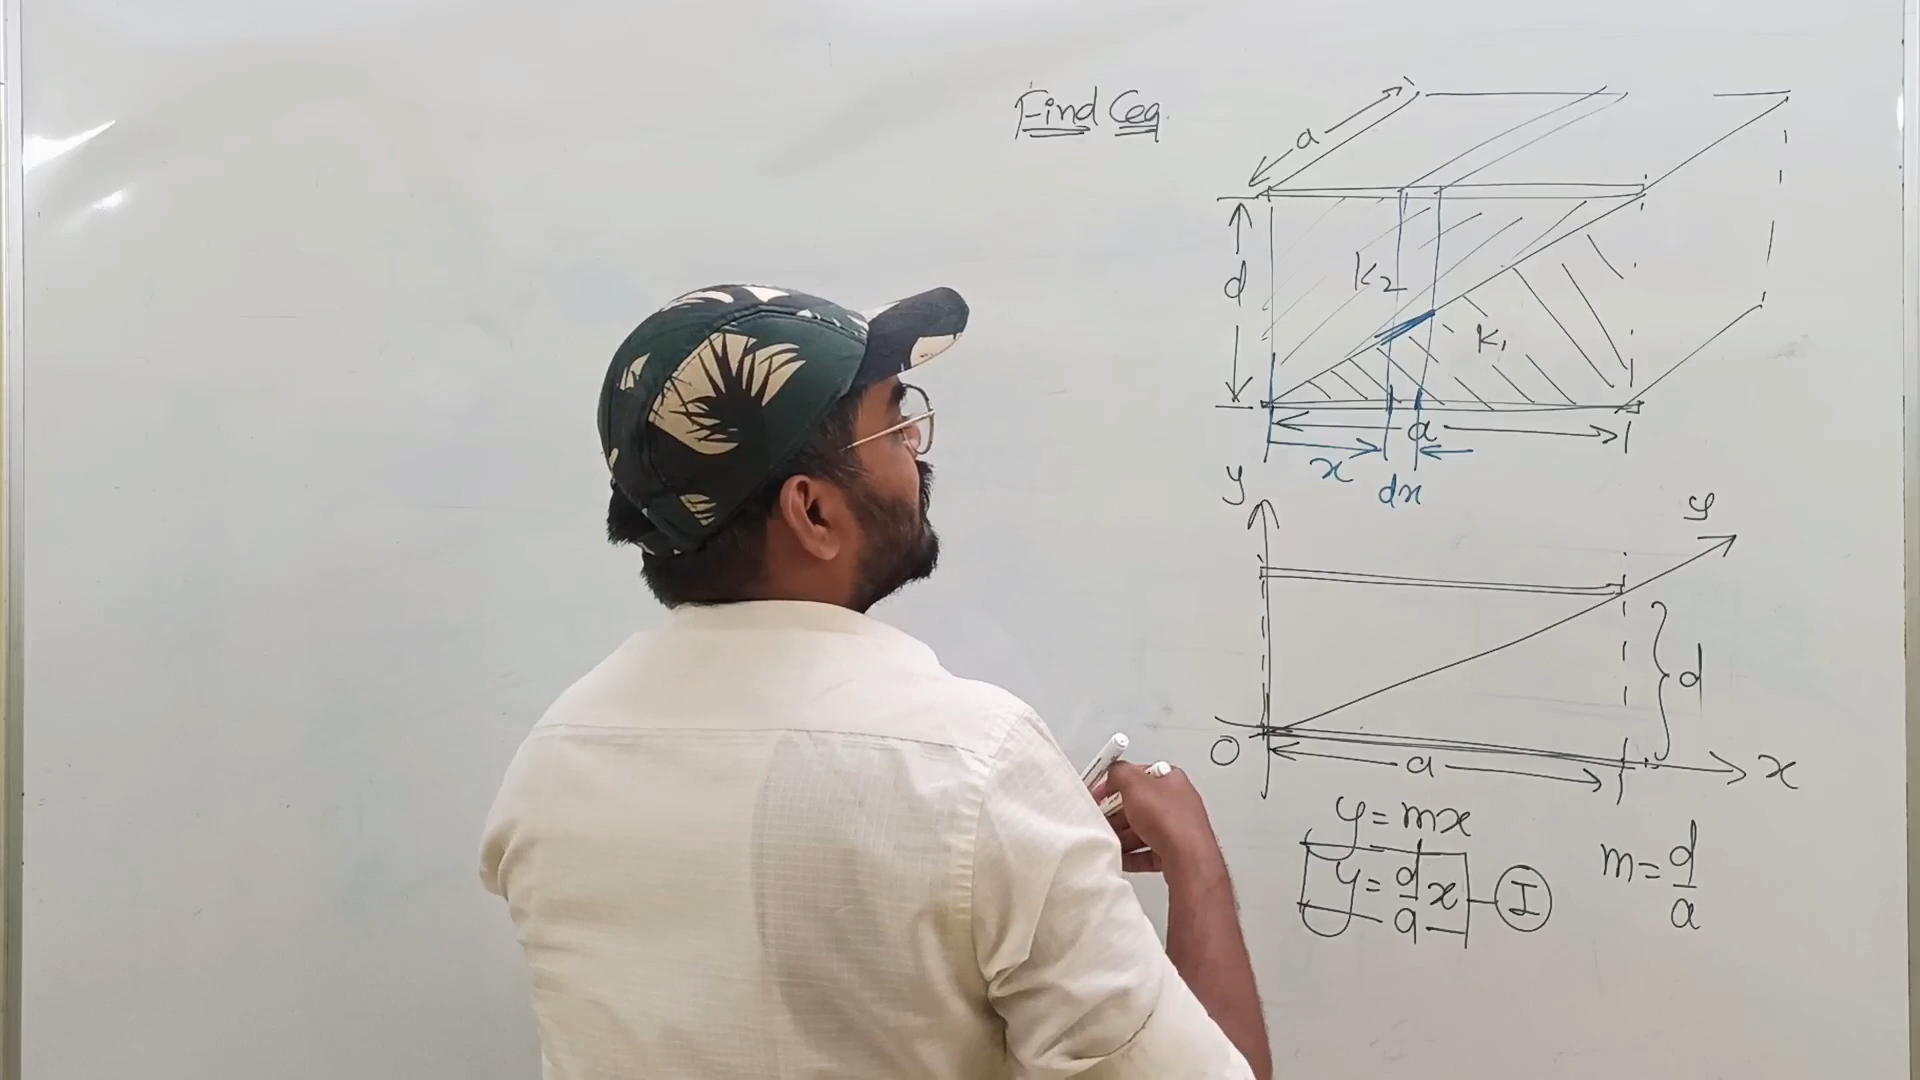 Find Ceq.
a
d
K2
K1
a
x
dx
y
y
d
O
a
x
y = mx
y = d/a x - I
m = d/a